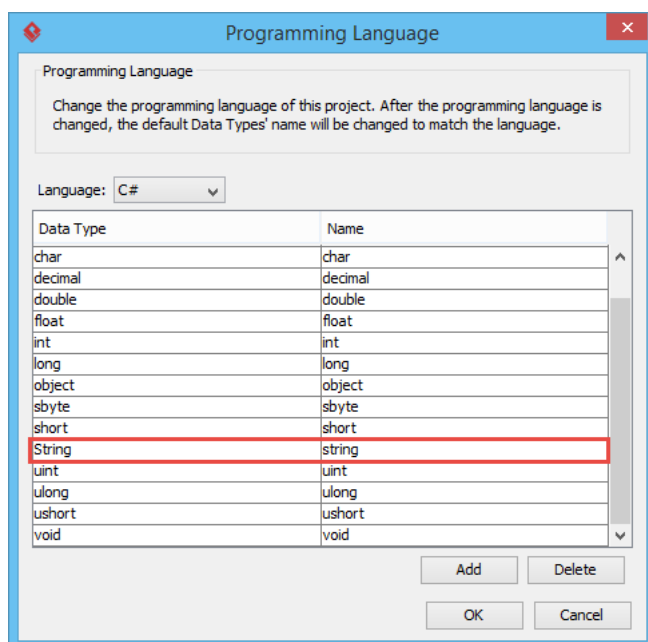 Programming Language
Programming Language
Change the programming language of this project. After the programming language is
changed, the default Data Types' name will be changed to match the language.
Language: C#
Data Type Name
char char
decimal decimal
double double
float float
int int
long long
object object
sbyte sbyte
short short
String string
uint uint
ulong ulong
ushort ushort
void void
Add Delete
OK Cancel